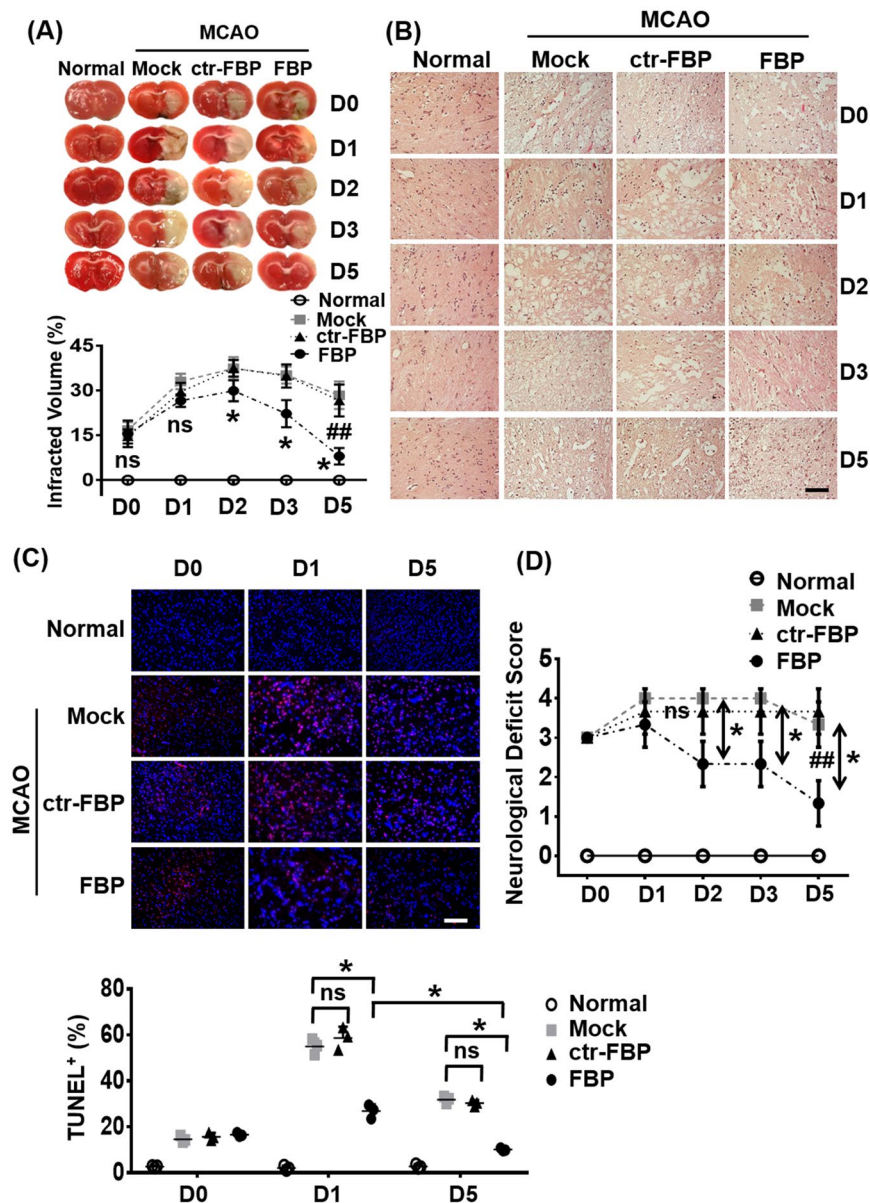 (A)
MCAO
Normal Mock ctr-FBP FBP
D0
D1
D2
D3
D5
Normal
Mock
ctr-FBP
FBP
Infracted Volume (%)
45
30
15
0
ns
ns
*
*
##
*
D0 D1 D2 D3 D5
(B)
MCAO
Normal Mock ctr-FBP FBP
D0
D1
D2
D3
D5
(C)
D0 D1 D5
Normal
MCAO
Mock
ctr-FBP
FBP
(D)
Normal
Mock
ctr-FBP
FBP
Neurological Deficit Score
5
4
3
2
1
0
ns
*
*
##
*
D0 D1 D2 D3 D5
TUNEL⁺ (%)
80
60
40
20
0
*
ns
*
*
ns
Normal
Mock
ctr-FBP
FBP
D0 D1 D5